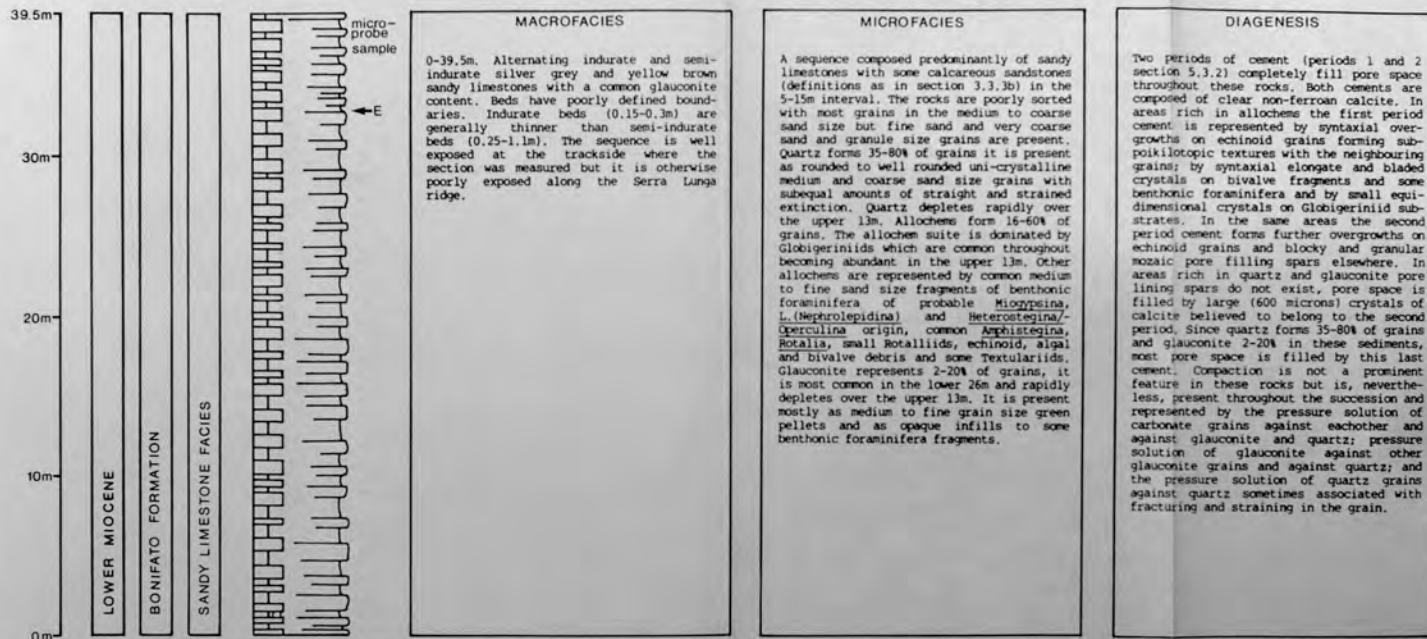 39.5m
30m
20m
10m
0m
LOWER MIOCENE
BONIFATO FORMATION
SANDY LIMESTONE FACIES
micro-
probe
sample
E
MACROFACIES
0-39.5m. Alternating indurate and semi-
indurate silver grey and yellow brown
sandy limestones with a common glauconite
content. Beds have poorly defined bound-
aries. Indurate beds (0.15-0.3m) are
generally thinner than semi-indurate
beds (0.25-1.1m). The sequence is well
exposed at the trackside where the
section was measured but it is otherwise
poorly exposed along the Serra Lunga
ridge.
MICROFACIES
A sequence composed predominantly of sandy
limestones with some calcareous sandstones
(definitions as in section 3.3.3b) in the
5-15m interval. The rocks are poorly sorted
with most grains in the medium to coarse
sand size but fine sand and very coarse
sand and granule size grains are present.
Quartz forms 35-80% of grains it is present
as rounded to well rounded uni-crystalline
medium and coarse sand size grains with
subequal amounts of straight and strained
extinction. Quartz depletes rapidly over
the upper 13m. Allochems form 16-60% of
grains. The allochem suite is dominated by
Globigeriniids which are common throughout
becoming abundant in the upper 13m. Other
allochems are represented by common medium
to fine sand size fragments of benthonic
foraminifera of probable Miogypsina,
L.(Nephrolepidina) and Heterostegina/-
Operculina origin, common Amphistegina,
Rotalia, small Rotalliids, echinoid, algal
and bivalve debris and some Textulariids.
Glauconite represents 2-20% of grains, it
is most common in the lower 26m and rapidly
depletes over the upper 13m. It is present
mostly as medium to fine grain size green
pellets and as opaque infills to some
benthonic foraminifera fragments.
DIAGENESIS
Two periods of cement (periods 1 and 2
section 5.3.2) completely fill pore space
throughout these rocks. Both cements are
composed of clear non-ferroan calcite. In
areas rich in allochems the first period
cement is represented by syntaxial over-
growths on echinoid grains forming sub-
poikilotopic textures with the neighbouring
grains; by syntaxial elongate and bladed
crystals on bivalve fragments and some
benthonic foraminifera and by small equi-
dimensional crystals on Globigeriniid sub-
strates. In the same areas the second
period cement forms further overgrowths on
echinoid grains and blocky and granular
mozaic pore filling spars elsewhere. In
areas rich in quartz and glauconite pore
lining spars do not exist, pore space is
filled by large (600 microns) crystals of
calcite believed to belong to the second
period. Since quartz forms 35-80% of grains
and glauconite 2-20% in these sediments,
most pore space is filled by this last
cement. Compaction is not a prominent
feature in these rocks but is, neverthe-
less, present throughout the succession and
represented by the pressure solution of
carbonate grains against eachother and
against glauconite and quartz; pressure
solution of glauconite against other
glauconite grains and against quartz; and
the pressure solution of quartz grains
against quartz sometimes associated with
fracturing and straining in the grain.